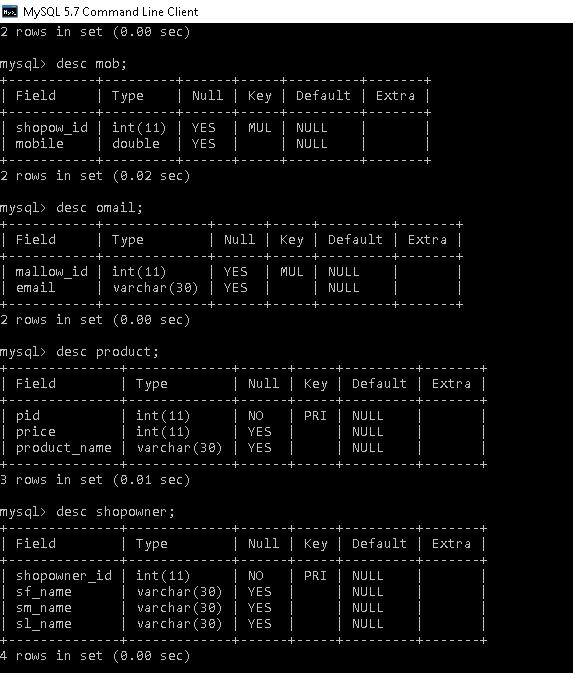 MySQL 5.7 Command Line Client
2 rows in set (0.00 sec)
mysql> desc mob;
+-----------+---------+------+-----+---------+-------+
| Field     | Type    | Null | Key | Default | Extra |
+-----------+---------+------+-----+---------+-------+
| shopow_id | int(11) | YES  | MUL | NULL    |       |
| mobile    | double  | YES  |     | NULL    |       |
+-----------+---------+------+-----+---------+-------+
2 rows in set (0.02 sec)
mysql> desc omail;
+-----------+-------------+------+-----+---------+-------+
| Field     | Type        | Null | Key | Default | Extra |
+-----------+-------------+------+-----+---------+-------+
| mallow_id | int(11)     | YES  | MUL | NULL    |       |
| email     | varchar(30) | YES  |     | NULL    |       |
+-----------+-------------+------+-----+---------+-------+
2 rows in set (0.00 sec)
mysql> desc product;
+--------------+-------------+------+-----+---------+-------+
| Field        | Type        | Null | Key | Default | Extra |
+--------------+-------------+------+-----+---------+-------+
| pid          | int(11)     | NO   | PRI | NULL    |       |
| price        | int(11)     | YES  |     | NULL    |       |
| product_name | varchar(30) | YES  |     | NULL    |       |
+--------------+-------------+------+-----+---------+-------+
3 rows in set (0.01 sec)
mysql> desc shopowner;
+--------------+-------------+------+-----+---------+-------+
| Field        | Type        | Null | Key | Default | Extra |
+--------------+-------------+------+-----+---------+-------+
| shopowner_id | int(11)     | NO   | PRI | NULL    |       |
| sf_name      | varchar(30) | YES  |     | NULL    |       |
| sm_name      | varchar(30) | YES  |     | NULL    |       |
| sl_name      | varchar(30) | YES  |     | NULL    |       |
+--------------+-------------+------+-----+---------+-------+
4 rows in set (0.00 sec)